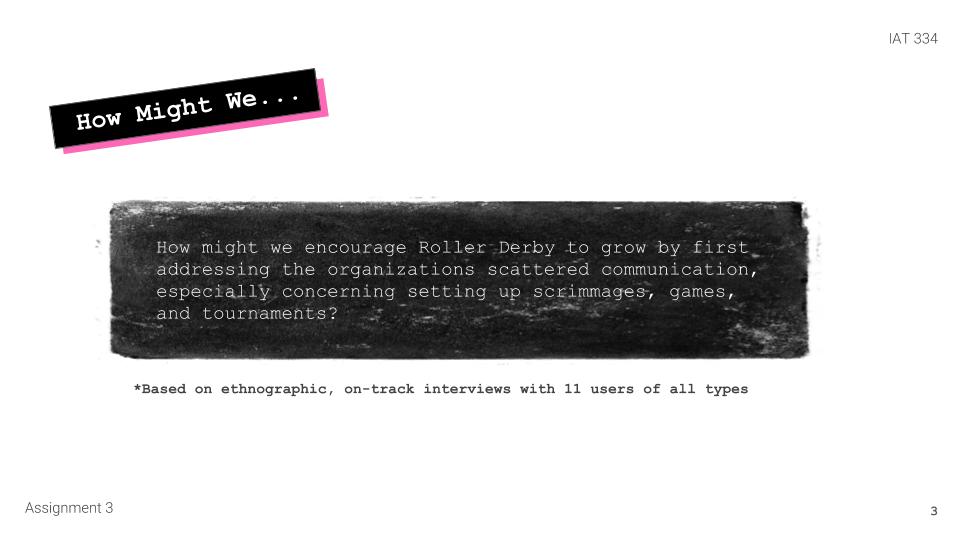 IAT 334
How Might We...
How might we encourage Roller Derby to grow by first
addressing the organizations scattered communication,
especially concerning setting up scrimmages, games,
and tournaments?
*Based on ethnographic, on-track interviews with 11 users of all types
Assignment 3
3